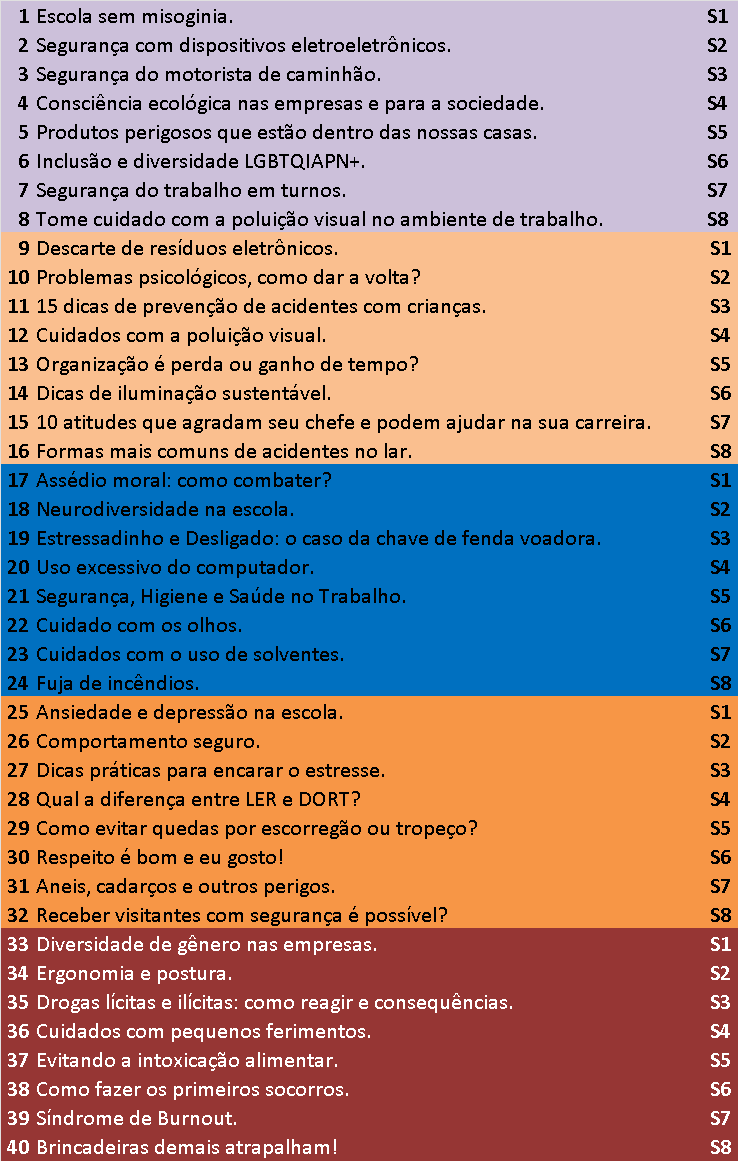 1 Escola sem misoginia. S1
2 Segurança com dispositivos eletroeletrônicos. S2
3 Segurança do motorista de caminhão. S3
4 Consciência ecológica nas empresas e para a sociedade. S4
5 Produtos perigosos que estão dentro das nossas casas. S5
6 Inclusão e diversidade LGBTQIAPN+. S6
7 Segurança do trabalho em turnos. S7
8 Tome cuidado com a poluição visual no ambiente de trabalho. S8
9 Descarte de resíduos eletrônicos. S1
10 Problemas psicológicos, como dar a volta? S2
11 15 dicas de prevenção de acidentes com crianças. S3
12 Cuidados com a poluição visual. S4
13 Organização é perda ou ganho de tempo? S5
14 Dicas de iluminação sustentável. S6
15 10 atitudes que agradam seu chefe e podem ajudar na sua carreira. S7
16 Formas mais comuns de acidentes no lar. S8
17 Assédio moral: como combater? S1
18 Neurodiversidade na escola. S2
19 Estressadinho e Desligado: o caso da chave de fenda voadora. S3
20 Uso excessivo do computador. S4
21 Segurança, Higiene e Saúde no Trabalho. S5
22 Cuidado com os olhos. S6
23 Cuidados com o uso de solventes. S7
24 Fuja de incêndios. S8
25 Ansiedade e depressão na escola. S1
26 Comportamento seguro. S2
27 Dicas práticas para encarar o estresse. S3
28 Qual a diferença entre LER e DORT? S4
29 Como evitar quedas por escorregão ou tropeço? S5
30 Respeito é bom e eu gosto! S6
31 Aneis, cadarços e outros perigos. S7
32 Receber visitantes com segurança é possível? S8
33 Diversidade de gênero nas empresas. S1
34 Ergonomia e postura. S2
35 Drogas lícitas e ilícitas: como reagir e consequências. S3
36 Cuidados com pequenos ferimentos. S4
37 Evitando a intoxicação alimentar. S5
38 Como fazer os primeiros socorros. S6
39 Síndrome de Burnout. S7
40 Brincadeiras demais atrapalham! S8